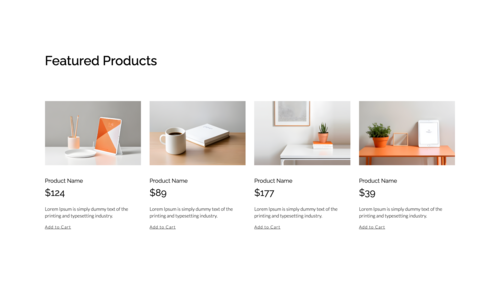 Featured Products
Product Name
$124
Lorem Ipsum is simply dummy text of the
printing and typesetting industry.
Add to Cart
Product Name
$89
Lorem Ipsum is simply dummy text of the
printing and typesetting industry.
Add to Cart
Product Name
$177
Lorem Ipsum is simply dummy text of the
printing and typesetting industry.
Add to Cart
Product Name
$39
Lorem Ipsum is simply dummy text of the
printing and typesetting industry.
Add to Cart